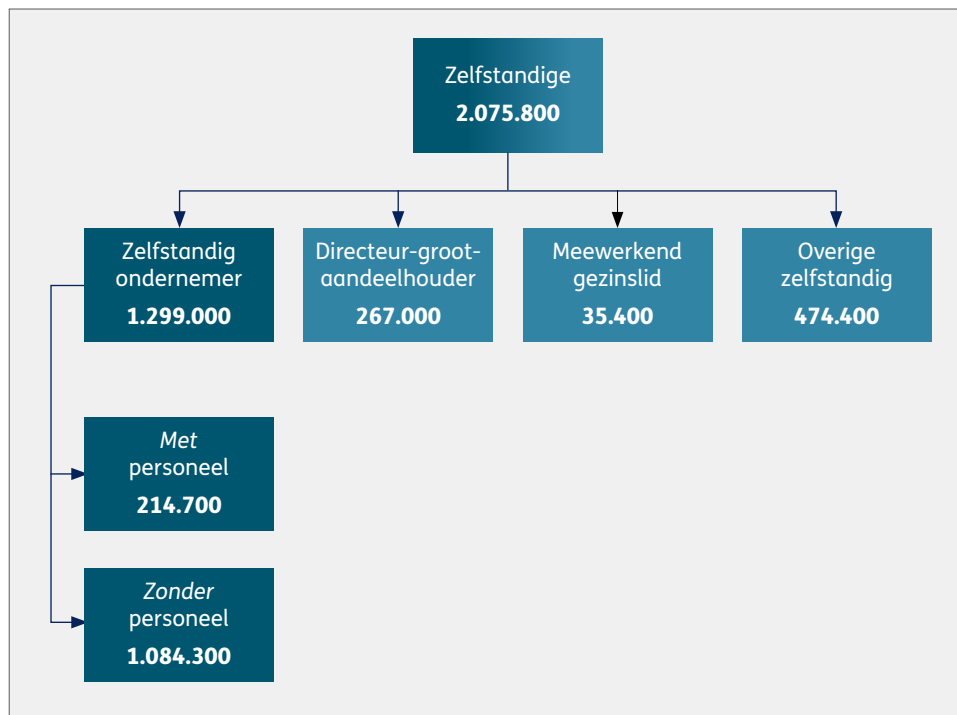 Zelfstandige
2.075.800
Zelfstandig
ondernemer
1.299.000
Directeur-groot-
aandeelhouder
267.000
Meewerkend
gezinslid
35.400
Overige
zelfstandig
474.400
Met
personeel
214.700
Zonder
personeel
1.084.300